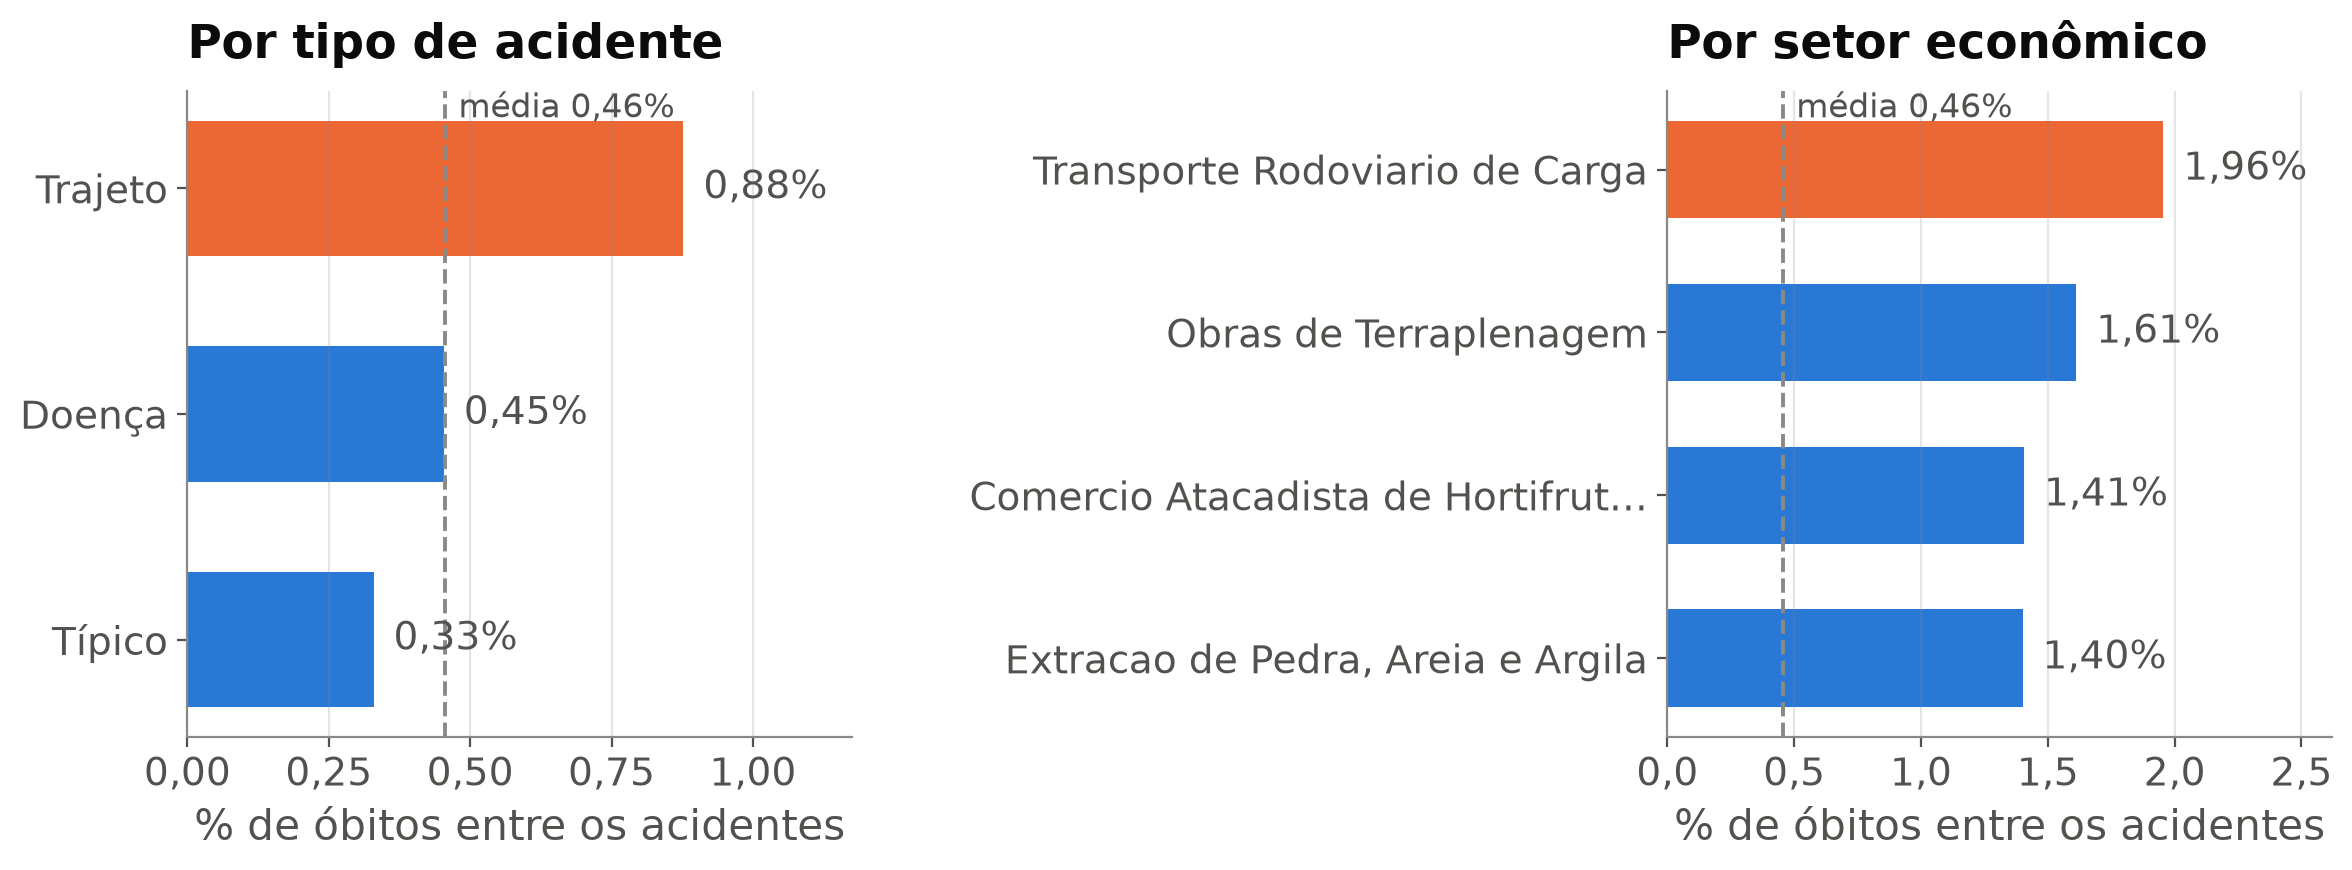 Por tipo de acidente
média 0,46%
Trajeto
0,88%
Doença
0,45%
Típico
0,33%
0,00 0,25 0,50 0,75 1,00
% de óbitos entre os acidentes
Por setor econômico
média 0,46%
Transporte Rodoviario de Carga
1,96%
Obras de Terraplenagem
1,61%
Comercio Atacadista de Hortifrut...
1,41%
Extracao de Pedra, Areia e Argila
1,40%
0,0 0,5 1,0 1,5 2,0 2,5
% de óbitos entre os acidentes